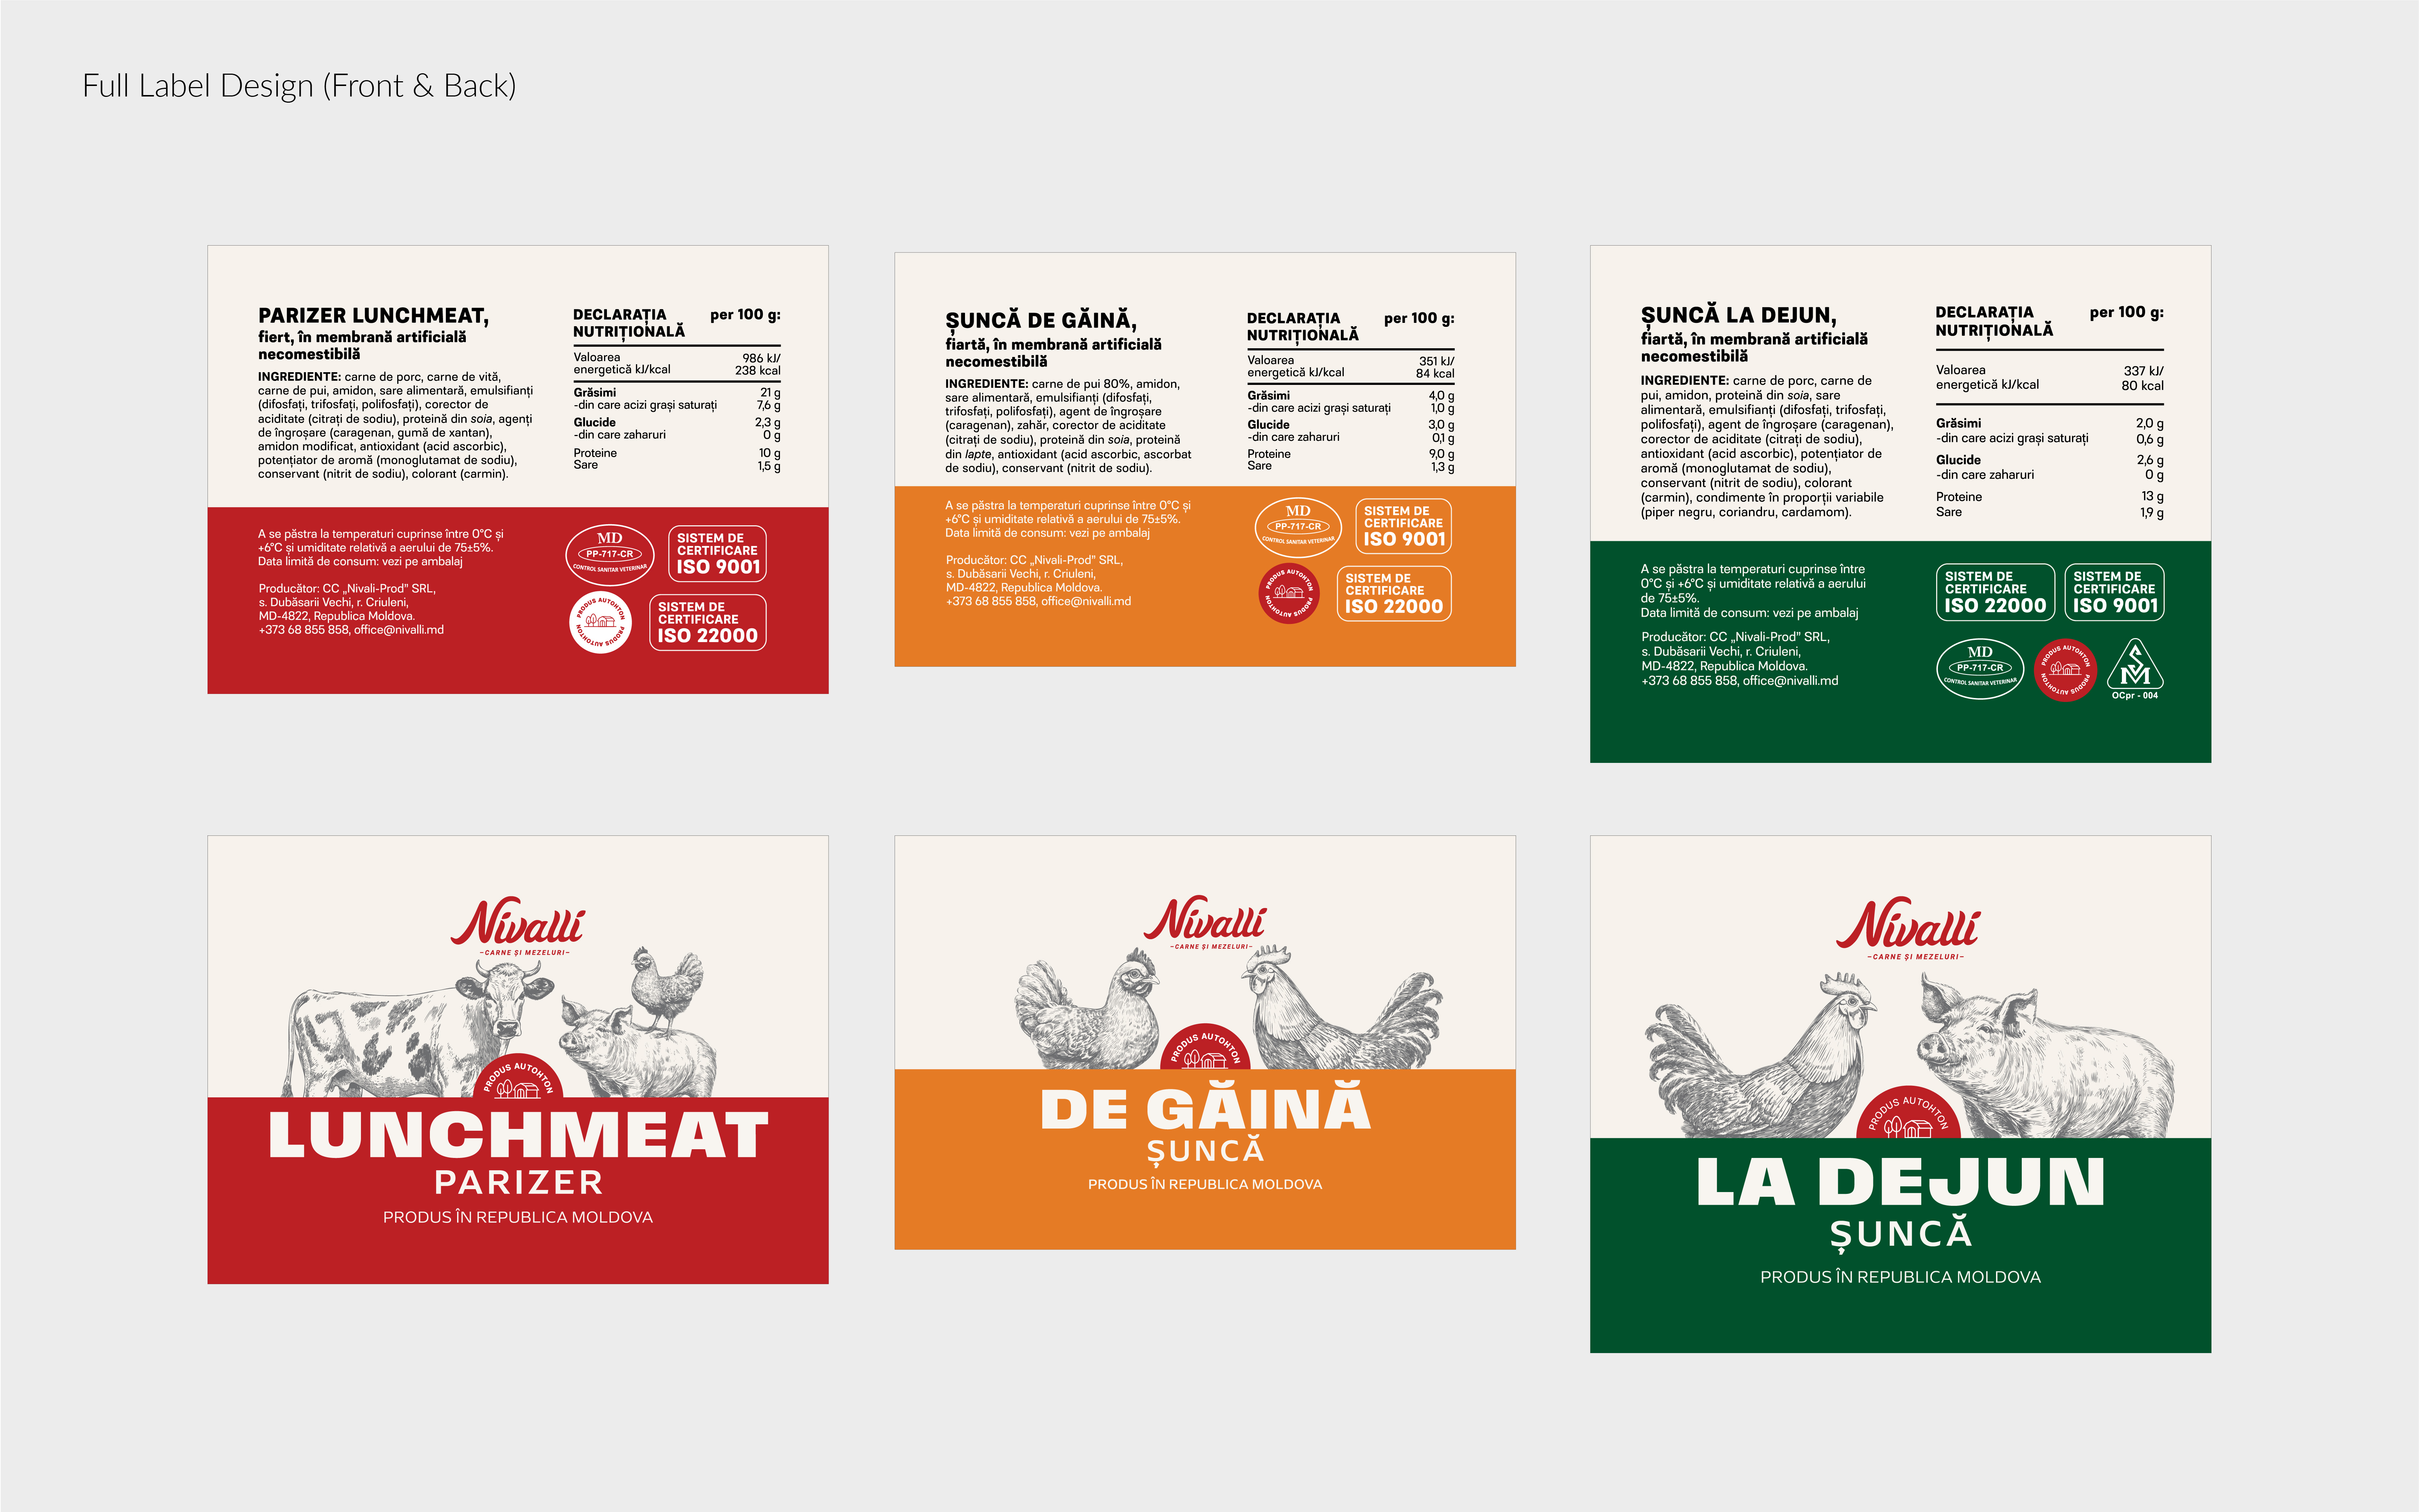 Full Label Design (Front & Back)
PARIZER LUNCHMEAT,
fiert, în membrană artificială
necomestibilă
INGREDIENTE: carne de porc, carne de vită,
carne de pui, amidon, sare alimentară, emulsifianți
(difosfați, trifosfați, polifosfați), corector de
aciditate (citrați de sodiu), proteină din soia, agenți
de îngroșare (caragenan, gumă de xantan),
amidon modificat, antioxidant (acid ascorbic),
potențiator de aromă (monoglutamat de sodiu),
conservant (nitrit de sodiu), colorant (carmin).
DECLARAȚIA per 100 g:
NUTRIȚIONALĂ
Valoarea 986 kJ/
energetică kJ/kcal 238 kcal
Grăsimi 21 g
-din care acizi grași saturați 7,6 g
Glucide 2,3 g
-din care zaharuri 0 g
Proteine 10 g
Sare 1,5 g
A se păstra la temperaturi cuprinse între 0°C și
+6°C și umiditate relativă a aerului de 75±5%.
Data limită de consum: vezi pe ambalaj
Producător: CC „Nivali-Prod” SRL,
s. Dubăsarii Vechi, r. Criuleni,
MD-4822, Republica Moldova.
+373 68 855 858, office@nivalli.md
MD
PP-717-CR
CONTROL SANITAR VETERINAR
SISTEM DE
CERTIFICARE
ISO 9001
PRODUS AUTOHTON
PRODUS AUTOHTON
SISTEM DE
CERTIFICARE
ISO 22000
ȘUNCĂ DE GĂINĂ,
fiartă, în membrană artificială
necomestibilă
INGREDIENTE: carne de pui 80%, amidon,
sare alimentară, emulsifianți (difosfați,
trifosfați, polifosfați), agent de îngroșare
(caragenan), zahăr, corector de aciditate
(citrați de sodiu), proteină din soia, proteină
din lapte, antioxidant (acid ascorbic, ascorbat
de sodiu), conservant (nitrit de sodiu).
DECLARAȚIA per 100 g:
NUTRIȚIONALĂ
Valoarea 351 kJ/
energetică kJ/kcal 84 kcal
Grăsimi 4,0 g
-din care acizi grași saturați 1,0 g
Glucide 3,0 g
-din care zaharuri 0,1 g
Proteine 9,0 g
Sare 1,3 g
A se păstra la temperaturi cuprinse între 0°C și
+6°C și umiditate relativă a aerului de 75±5%.
Data limită de consum: vezi pe ambalaj
Producător: CC „Nivali-Prod” SRL,
s. Dubăsarii Vechi, r. Criuleni,
MD-4822, Republica Moldova.
+373 68 855 858, office@nivalli.md
MD
PP-717-CR
CONTROL SANITAR VETERINAR
SISTEM DE
CERTIFICARE
ISO 9001
PRODUS AUTOHTON
PRODUS AUTOHTON
SISTEM DE
CERTIFICARE
ISO 22000
ȘUNCĂ LA DEJUN,
fiartă, în membrană artificială
necomestibilă
INGREDIENTE: carne de porc, carne de
pui, amidon, proteină din soia, sare
alimentară, emulsifianți (difosfați, trifosfați,
polifosfați), agent de îngroșare (caragenan),
corector de aciditate (citrați de sodiu),
antioxidant (acid ascorbic), potențiator de
aromă (monoglutamat de sodiu),
conservant (nitrit de sodiu), colorant
(carmin), condimente în proporții variabile
(piper negru, coriandru, cardamom).
DECLARAȚIA per 100 g:
NUTRIȚIONALĂ
Valoarea 337 kJ/
energetică kJ/kcal 80 kcal
Grăsimi 2,0 g
-din care acizi grași saturați 0,6 g
Glucide 2,6 g
-din care zaharuri 0 g
Proteine 13 g
Sare 1,9 g
A se păstra la temperaturi cuprinse între
0°C și +6°C și umiditate relativă a aerului
de 75±5%.
Data limită de consum: vezi pe ambalaj
Producător: CC „Nivali-Prod” SRL,
s. Dubăsarii Vechi, r. Criuleni,
MD-4822, Republica Moldova.
+373 68 855 858, office@nivalli.md
SISTEM DE
CERTIFICARE
ISO 22000
SISTEM DE
CERTIFICARE
ISO 9001
MD
PP-717-CR
CONTROL SANITAR VETERINAR
PRODUS AUTOHTON
PRODUS AUTOHTON
SM
OCpr - 004
Nivalli
-CARNE ȘI MEZELURI-
PRODUS AUTOHTON
LUNCHMEAT
PARIZER
PRODUS ÎN REPUBLICA MOLDOVA
Nivalli
-CARNE ȘI MEZELURI-
PRODUS AUTOHTON
DE GĂINĂ
ȘUNCĂ
PRODUS ÎN REPUBLICA MOLDOVA
Nivalli
-CARNE ȘI MEZELURI-
PRODUS AUTOHTON
LA DEJUN
ȘUNCĂ
PRODUS ÎN REPUBLICA MOLDOVA